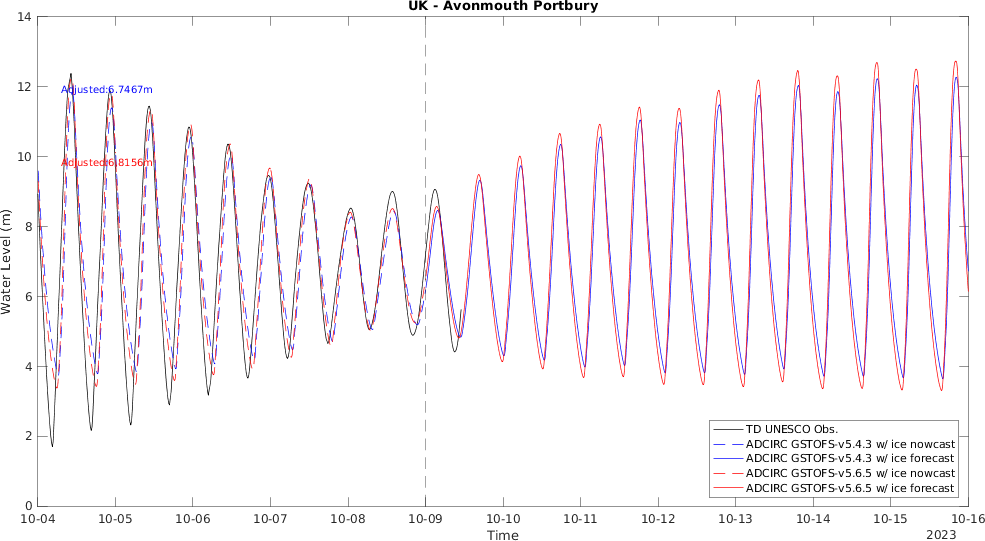 UK - Avonmouth Portbury
14
12
10
8
6
4
2
0
Water Level (m)
Adjusted:6.7467m
Adjusted:6.8156m
TD UNESCO Obs.
ADCIRC GSTOFS-v5.4.3 w/ ice nowcast
ADCIRC GSTOFS-v5.4.3 w/ ice forecast
ADCIRC GSTOFS-v5.6.5 w/ ice nowcast
ADCIRC GSTOFS-v5.6.5 w/ ice forecast
10-04 10-05 10-06 10-07 10-08 10-09 10-10 10-11 10-12 10-13 10-14 10-15 10-16
Time
2023